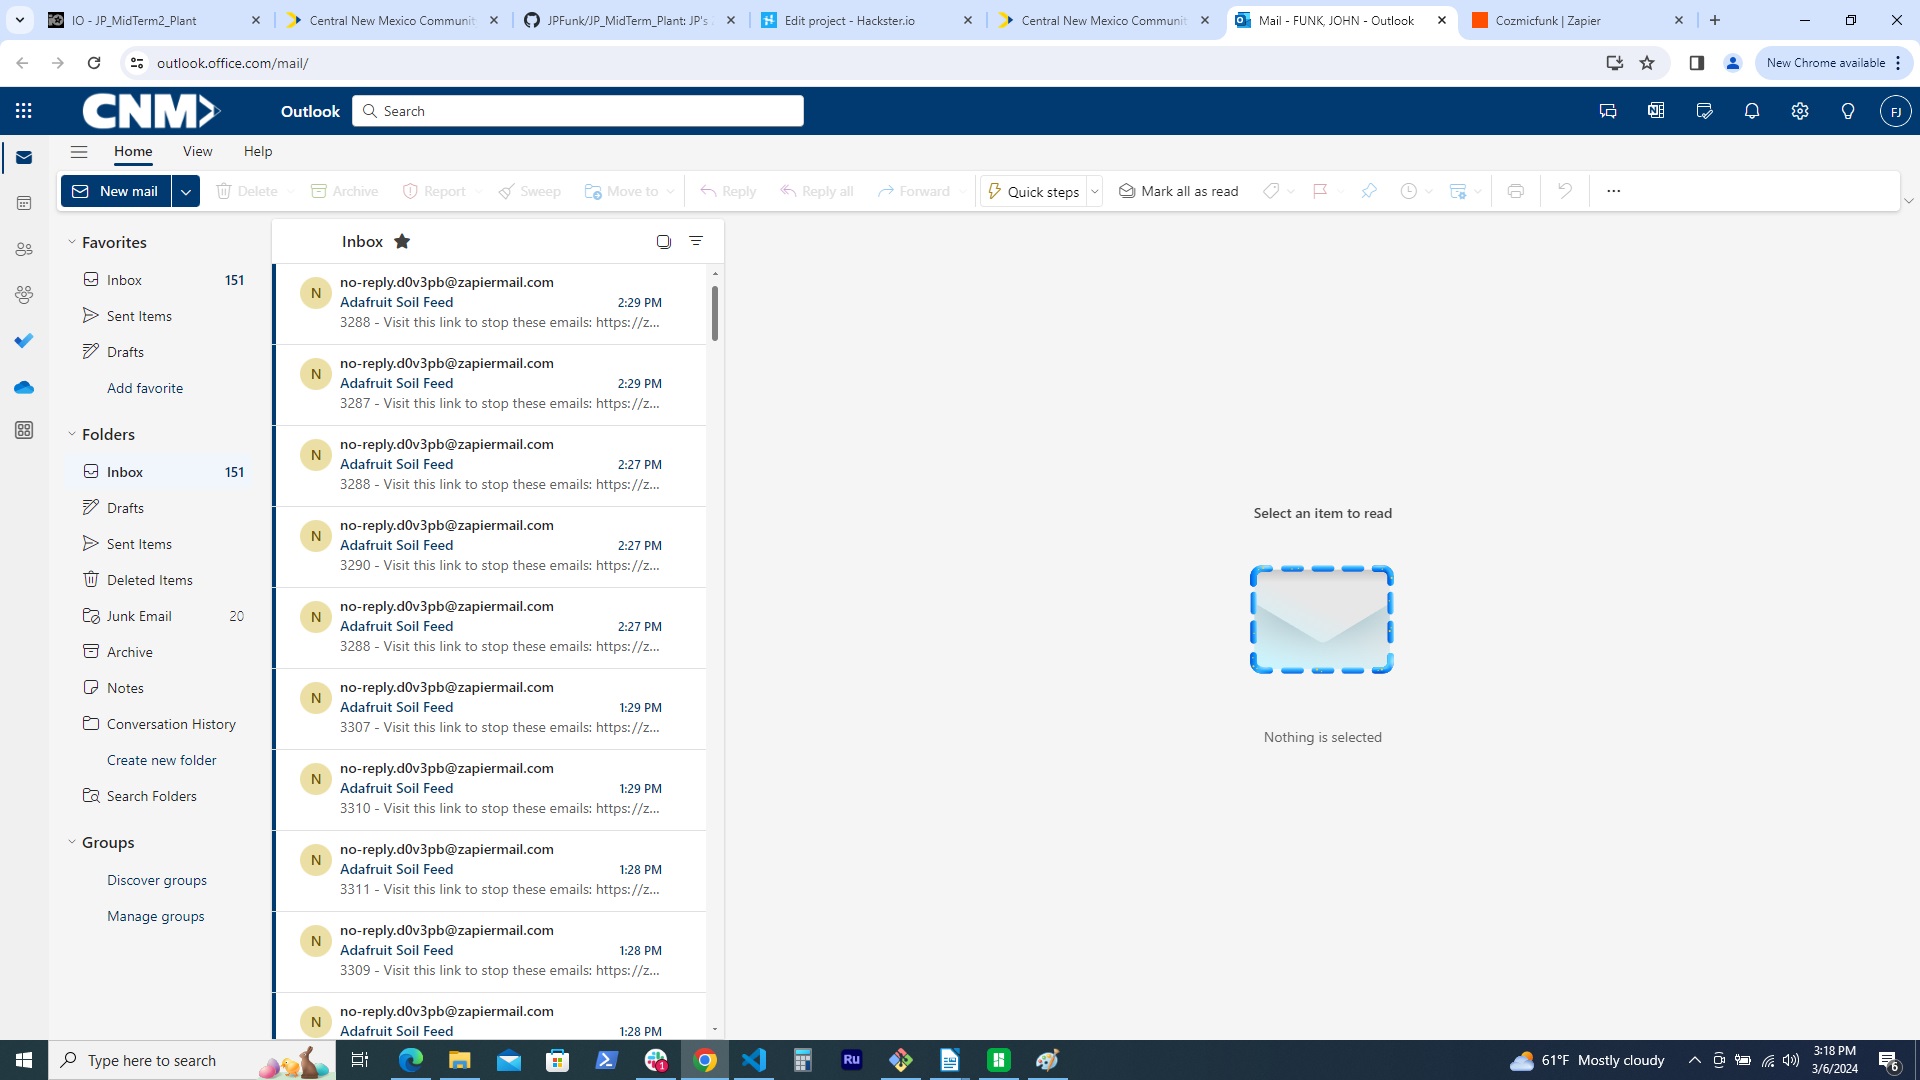 IO - JP_MidTerm2_Plant
Central New Mexico Communit
JPFunk/JP_MidTerm_Plant: JP's
Edit project - Hackster.io
Central New Mexico Communit
Mail - FUNK, JOHN - Outlook
Cozmicfunk | Zapier
outlook.office.com/mail/
New Chrome available
CNM
Outlook
Search
FJ
Home
View
Help
New mail
Delete
Archive
Report
Sweep
Move to
Reply
Reply all
Forward
Quick steps
Mark all as read
Favorites
Inbox 151
Sent Items
Drafts
Add favorite
Folders
Inbox 151
Drafts
Sent Items
Deleted Items
Junk Email 20
Archive
Notes
Conversation History
Create new folder
Search Folders
Groups
Discover groups
Manage groups
Inbox
N
no-reply.d0v3pb@zapiermail.com
Adafruit Soil Feed 2:29 PM
3288 - Visit this link to stop these emails: https://z...
N
no-reply.d0v3pb@zapiermail.com
Adafruit Soil Feed 2:29 PM
3287 - Visit this link to stop these emails: https://z...
N
no-reply.d0v3pb@zapiermail.com
Adafruit Soil Feed 2:27 PM
3288 - Visit this link to stop these emails: https://z...
N
no-reply.d0v3pb@zapiermail.com
Adafruit Soil Feed 2:27 PM
3290 - Visit this link to stop these emails: https://z...
N
no-reply.d0v3pb@zapiermail.com
Adafruit Soil Feed 2:27 PM
3288 - Visit this link to stop these emails: https://z...
N
no-reply.d0v3pb@zapiermail.com
Adafruit Soil Feed 1:29 PM
3307 - Visit this link to stop these emails: https://z...
N
no-reply.d0v3pb@zapiermail.com
Adafruit Soil Feed 1:29 PM
3310 - Visit this link to stop these emails: https://z...
N
no-reply.d0v3pb@zapiermail.com
Adafruit Soil Feed 1:28 PM
3311 - Visit this link to stop these emails: https://z...
N
no-reply.d0v3pb@zapiermail.com
Adafruit Soil Feed 1:28 PM
3309 - Visit this link to stop these emails: https://z...
N
no-reply.d0v3pb@zapiermail.com
Adafruit Soil Feed 1:28 PM
Select an item to read
Nothing is selected
Type here to search
1
Ru
61°F Mostly cloudy
3:18 PM
3/6/2024
6